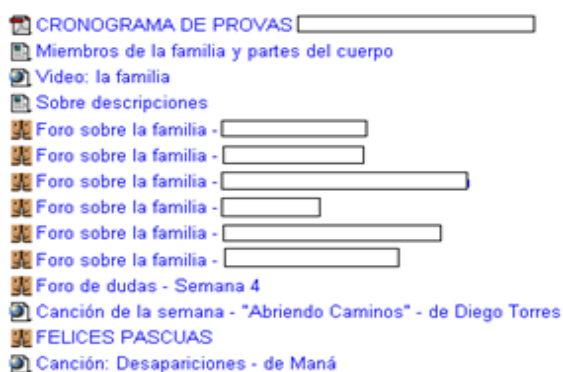 CRONOGRAMA DE PROVAS
Miembros de la familia y partes del cuerpo
Video: la familia
Sobre descripciones
Foro sobre la familia -
Foro sobre la familia -
Foro sobre la familia -
Foro sobre la familia -
Foro sobre la familia -
Foro sobre la familia -
Foro de dudas - Semana 4
Canción de la semana - "Abriendo Caminos" - de Diego Torres
FELICES PASCUAS
Canción: Desapariciones - de Maná